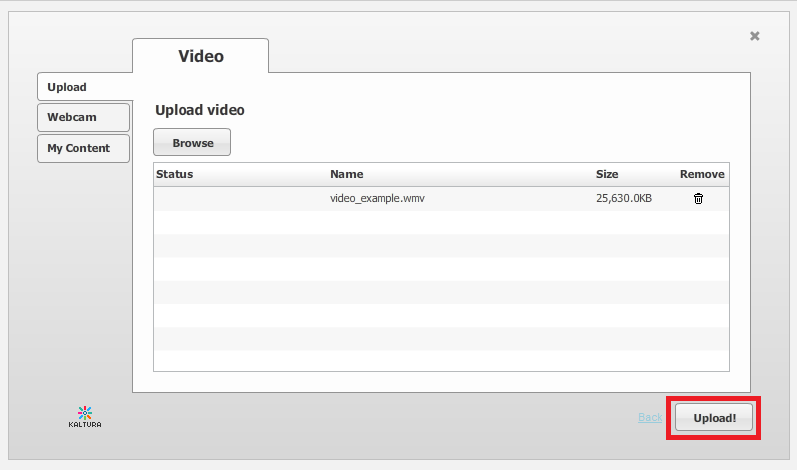 Video
Upload
Webcam
My Content
Upload video
Browse
Status Name Size Remove
video_example.wmv 25,630.0KB
KALTURA
Back Upload!